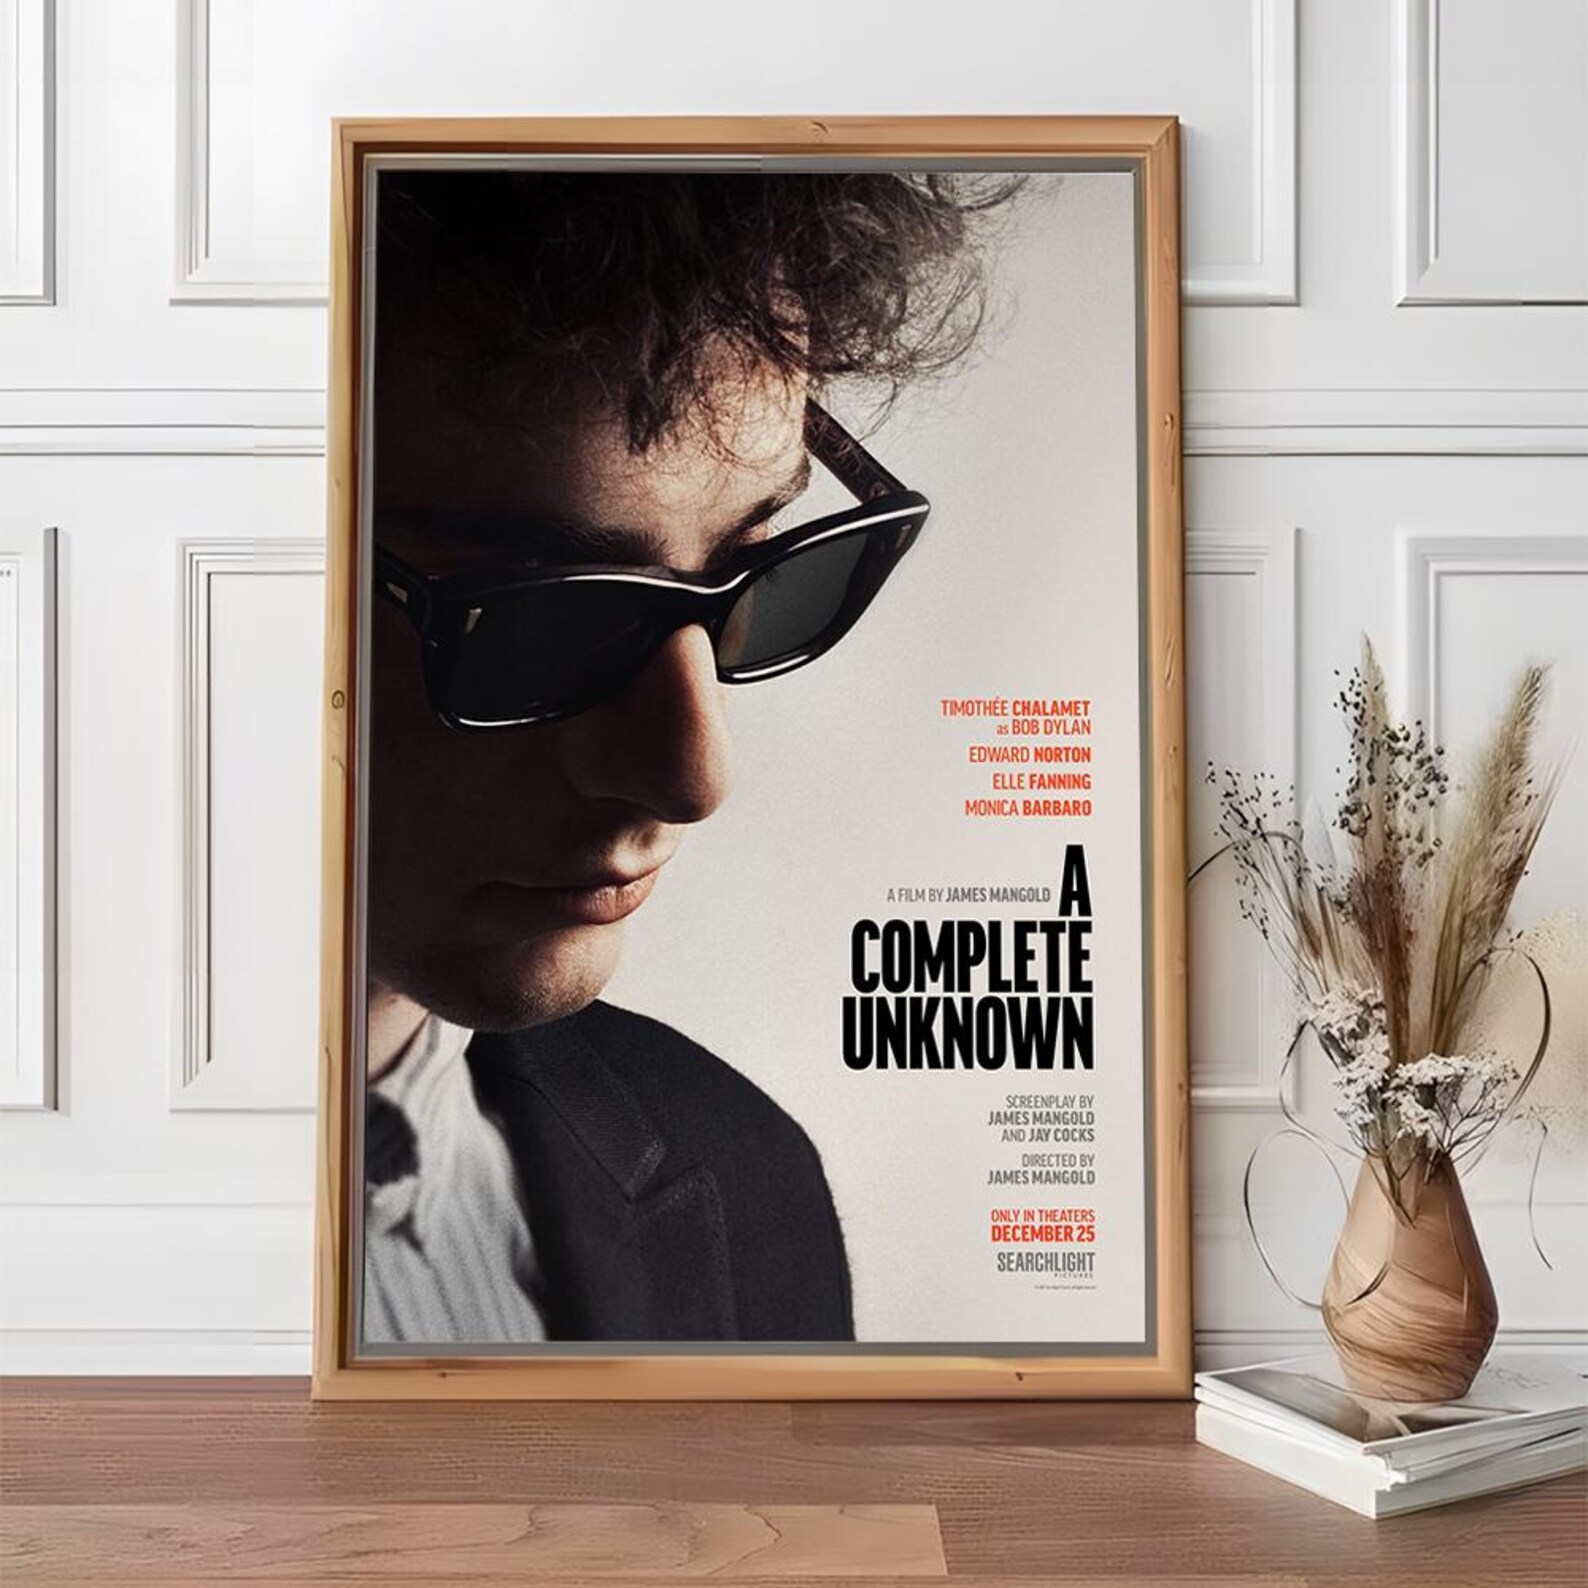 TIMOTHÉE CHALAMET
as BOB DYLAN
EDWARD NORTON
ELLE FANNING
MONICA BARBARO
A FILM BY JAMES MANGOLD A
COMPLETE
UNKNOWN
SCREENPLAY BY
JAMES MANGOLD
AND JAY COCKS
DIRECTED BY
JAMES MANGOLD
ONLY IN THEATERS
DECEMBER 25
SEARCHLIGHT
PICTURES